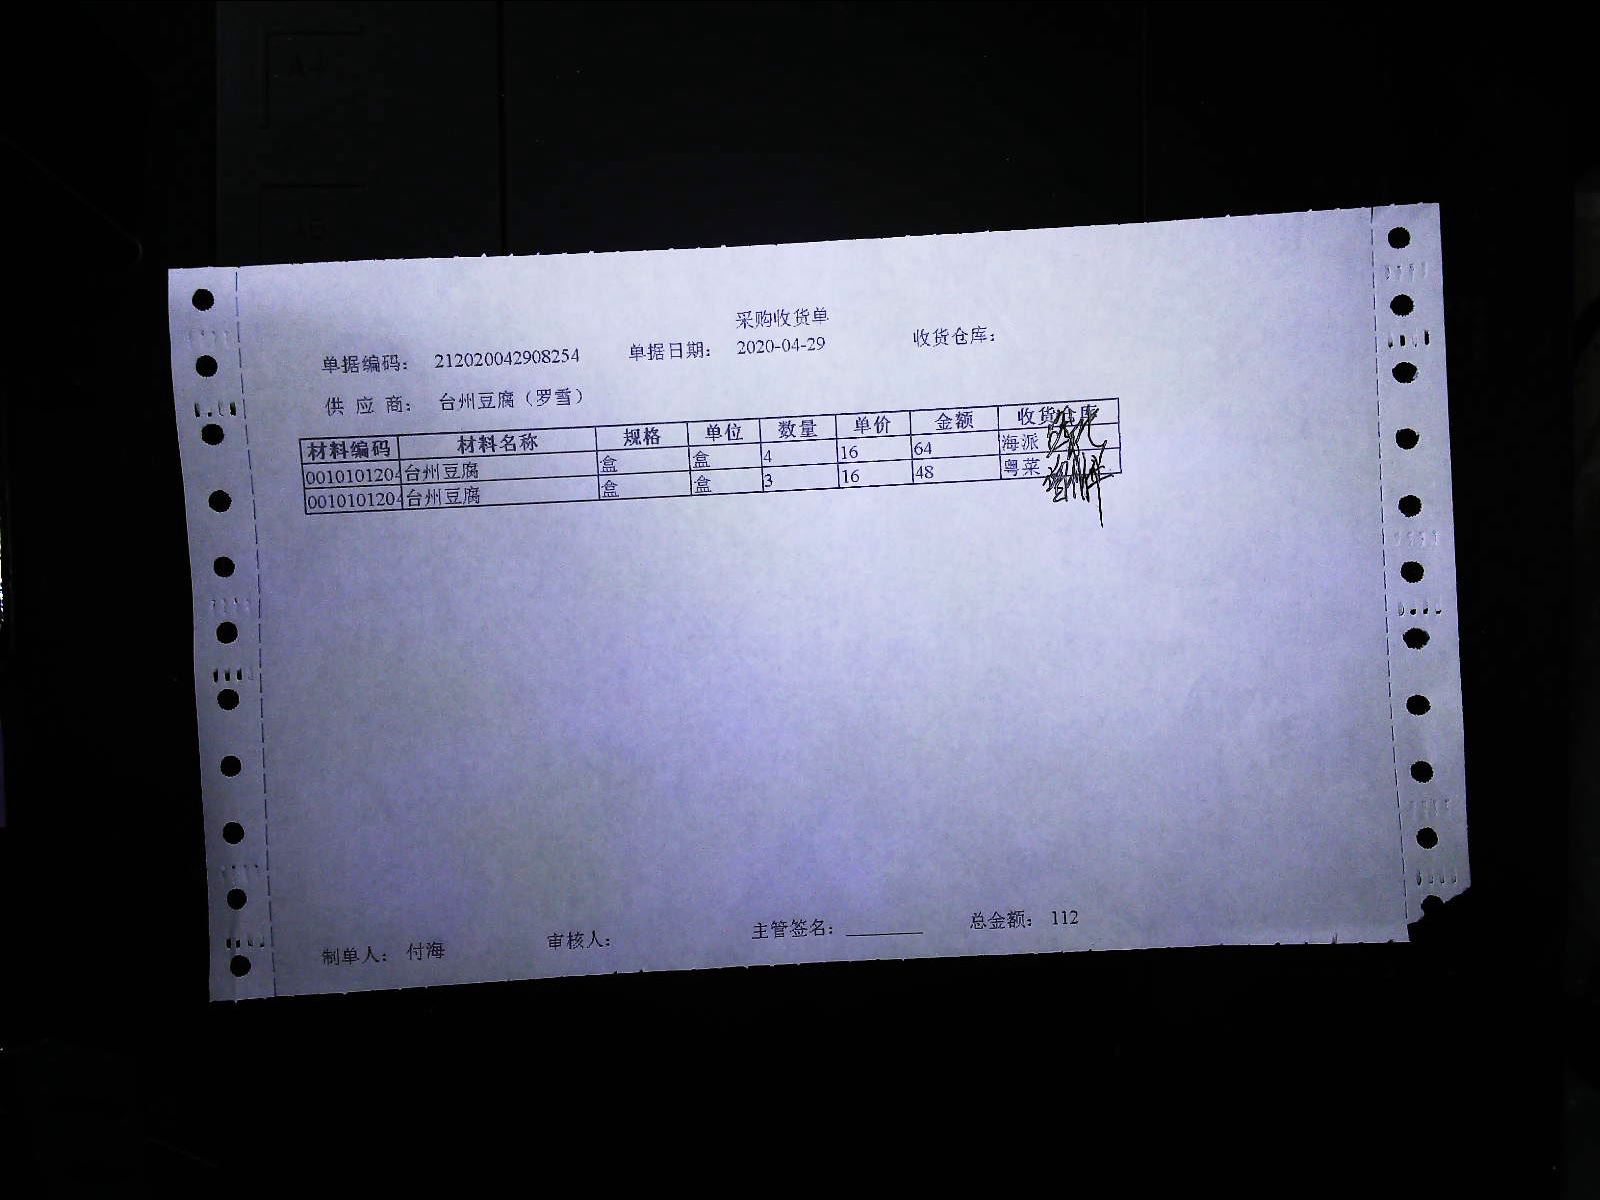 采购收货单
单据编码： 212020042908254 单据日期： 2020-04-29 收货仓库：
供 应 商： 台州豆腐（罗雪）
材料编码 材料名称 规格 单位 数量 单价 金额 收货仓库
0010101204 台州豆腐 盒 盒 4 16 64 海派
0010101204 台州豆腐 盒 盒 3 16 48 粤菜
制单人： 付海 审核人： 主管签名： 总金额： 112